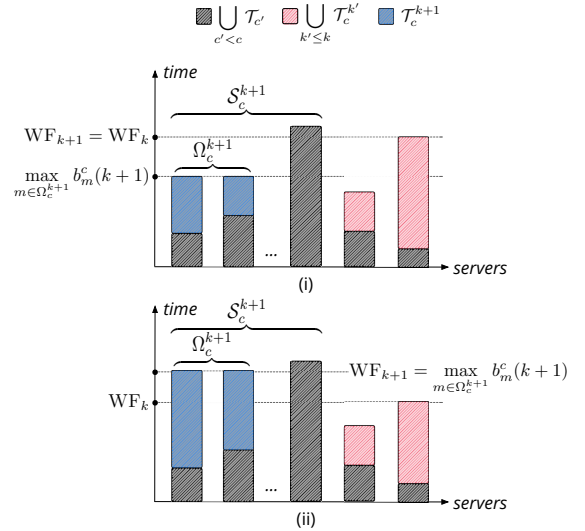 ⋃_{c'<c} 𝒯_{c'} ⋃_{k'≤k} 𝒯_c^{k'} 𝒯_c^{k+1}
time
𝒮_c^{k+1}
WF_{k+1} = WF_k
Ω_c^{k+1}
max_{m∈Ω_c^{k+1}} b_m^c(k+1)
...
servers
(i)
time
𝒮_c^{k+1}
Ω_c^{k+1}
WF_{k+1} = max_{m∈Ω_c^{k+1}} b_m^c(k+1)
WF_k
...
servers
(ii)